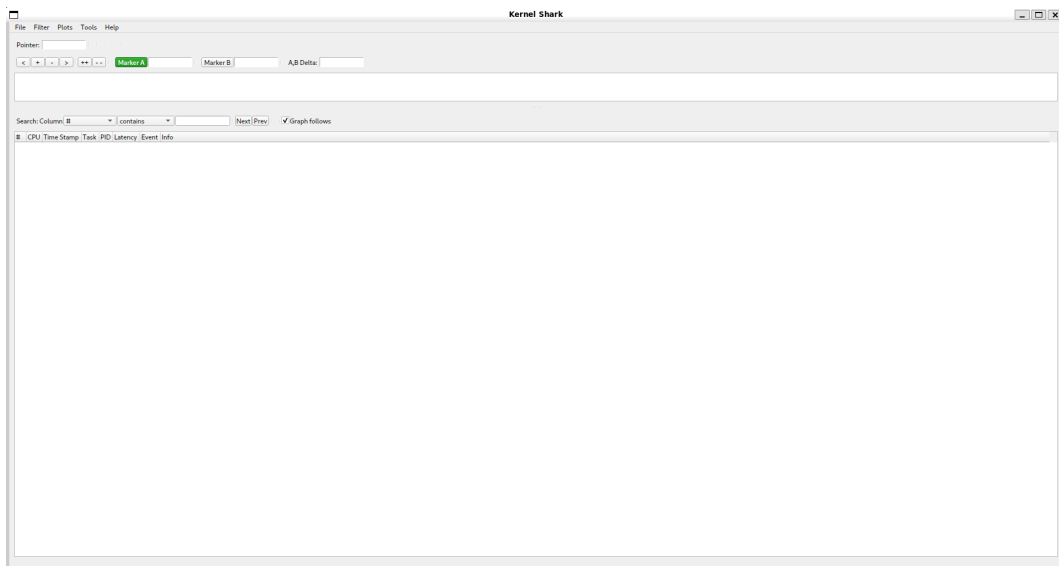 Kernel Shark
File Filter Plots Tools Help
Pointer:
< + - > ++ -- Marker A Marker B A,B Delta:
Search: Column # contains Next Prev Graph follows
# CPU Time Stamp Task PID Latency Event Info